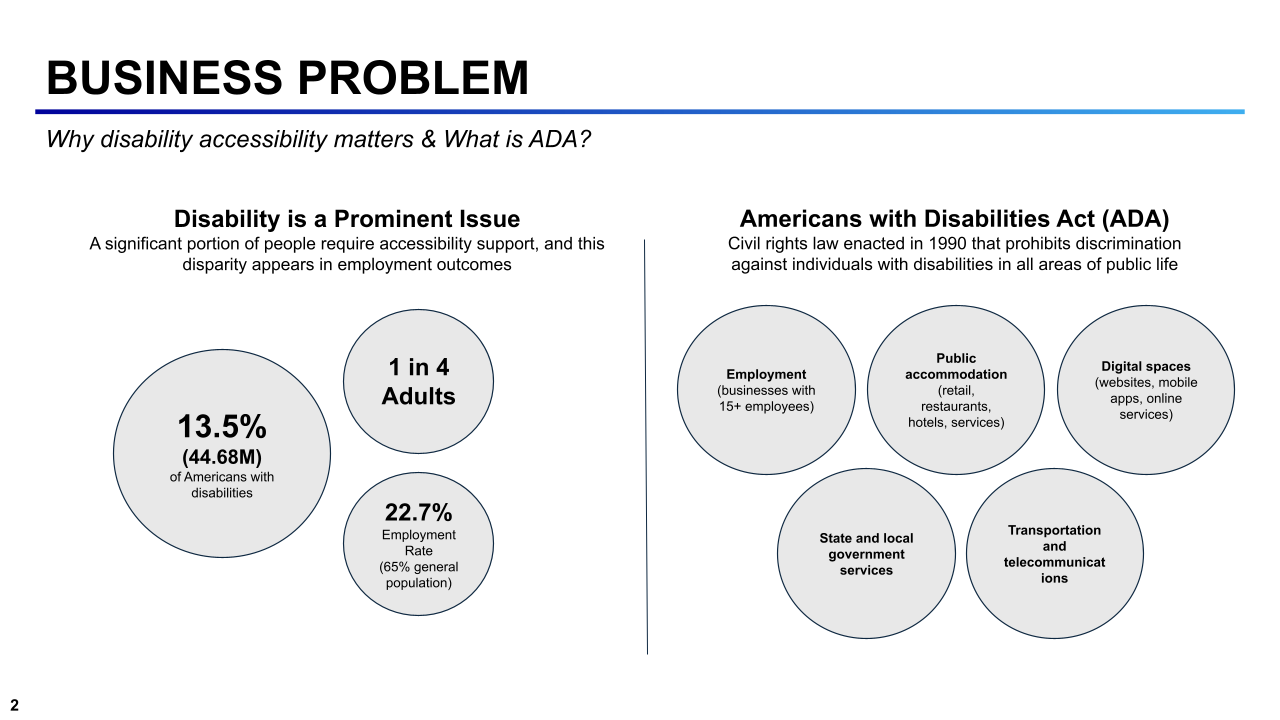 BUSINESS PROBLEM
Why disability accessibility matters & What is ADA?
Disability is a Prominent Issue
A significant portion of people require accessibility support, and this
disparity appears in employment outcomes
13.5%
(44.68M)
of Americans with
disabilities
1 in 4
Adults
22.7%
Employment
Rate
(65% general
population)
Americans with Disabilities Act (ADA)
Civil rights law enacted in 1990 that prohibits discrimination
against individuals with disabilities in all areas of public life
Employment
(businesses with
15+ employees)
Public
accommodation
(retail,
restaurants,
hotels, services)
Digital spaces
(websites, mobile
apps, online
services)
State and local
government
services
Transportation
and
telecommunicat
ions
2